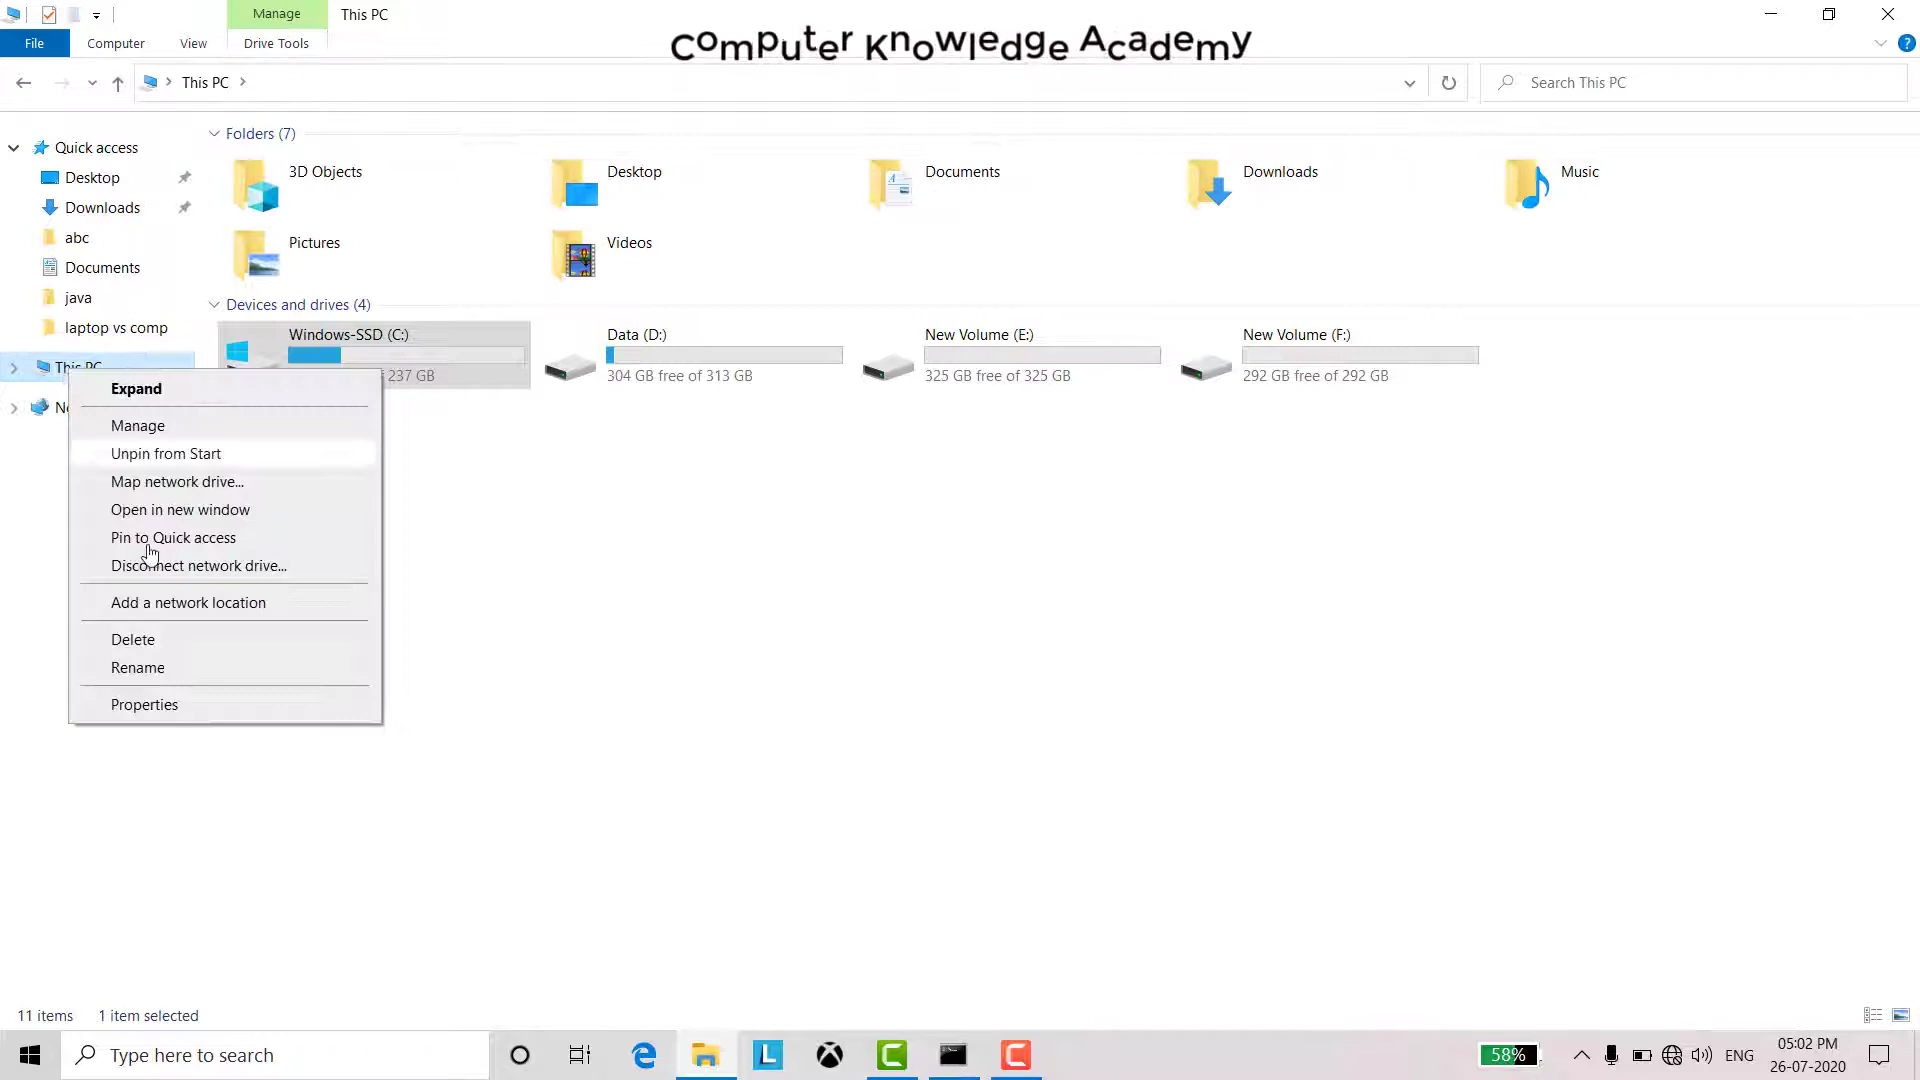 Manage
This PC
File
Computer
View
Drive Tools
Computer Knowledge Academy
This PC
Search This PC
Quick access
Desktop
Downloads
abc
Documents
java
laptop vs comp
This PC
Folders (7)
3D Objects
Desktop
Documents
Downloads
Music
Pictures
Videos
Devices and drives (4)
Windows-SSD (C:)
237 GB
Data (D:)
304 GB free of 313 GB
New Volume (E:)
325 GB free of 325 GB
New Volume (F:)
292 GB free of 292 GB
Expand
Manage
Unpin from Start
Map network drive...
Open in new window
Pin to Quick access
Disconnect network drive...
Add a network location
Delete
Rename
Properties
11 items
1 item selected
Type here to search
58%
ENG
05:02 PM
26-07-2020